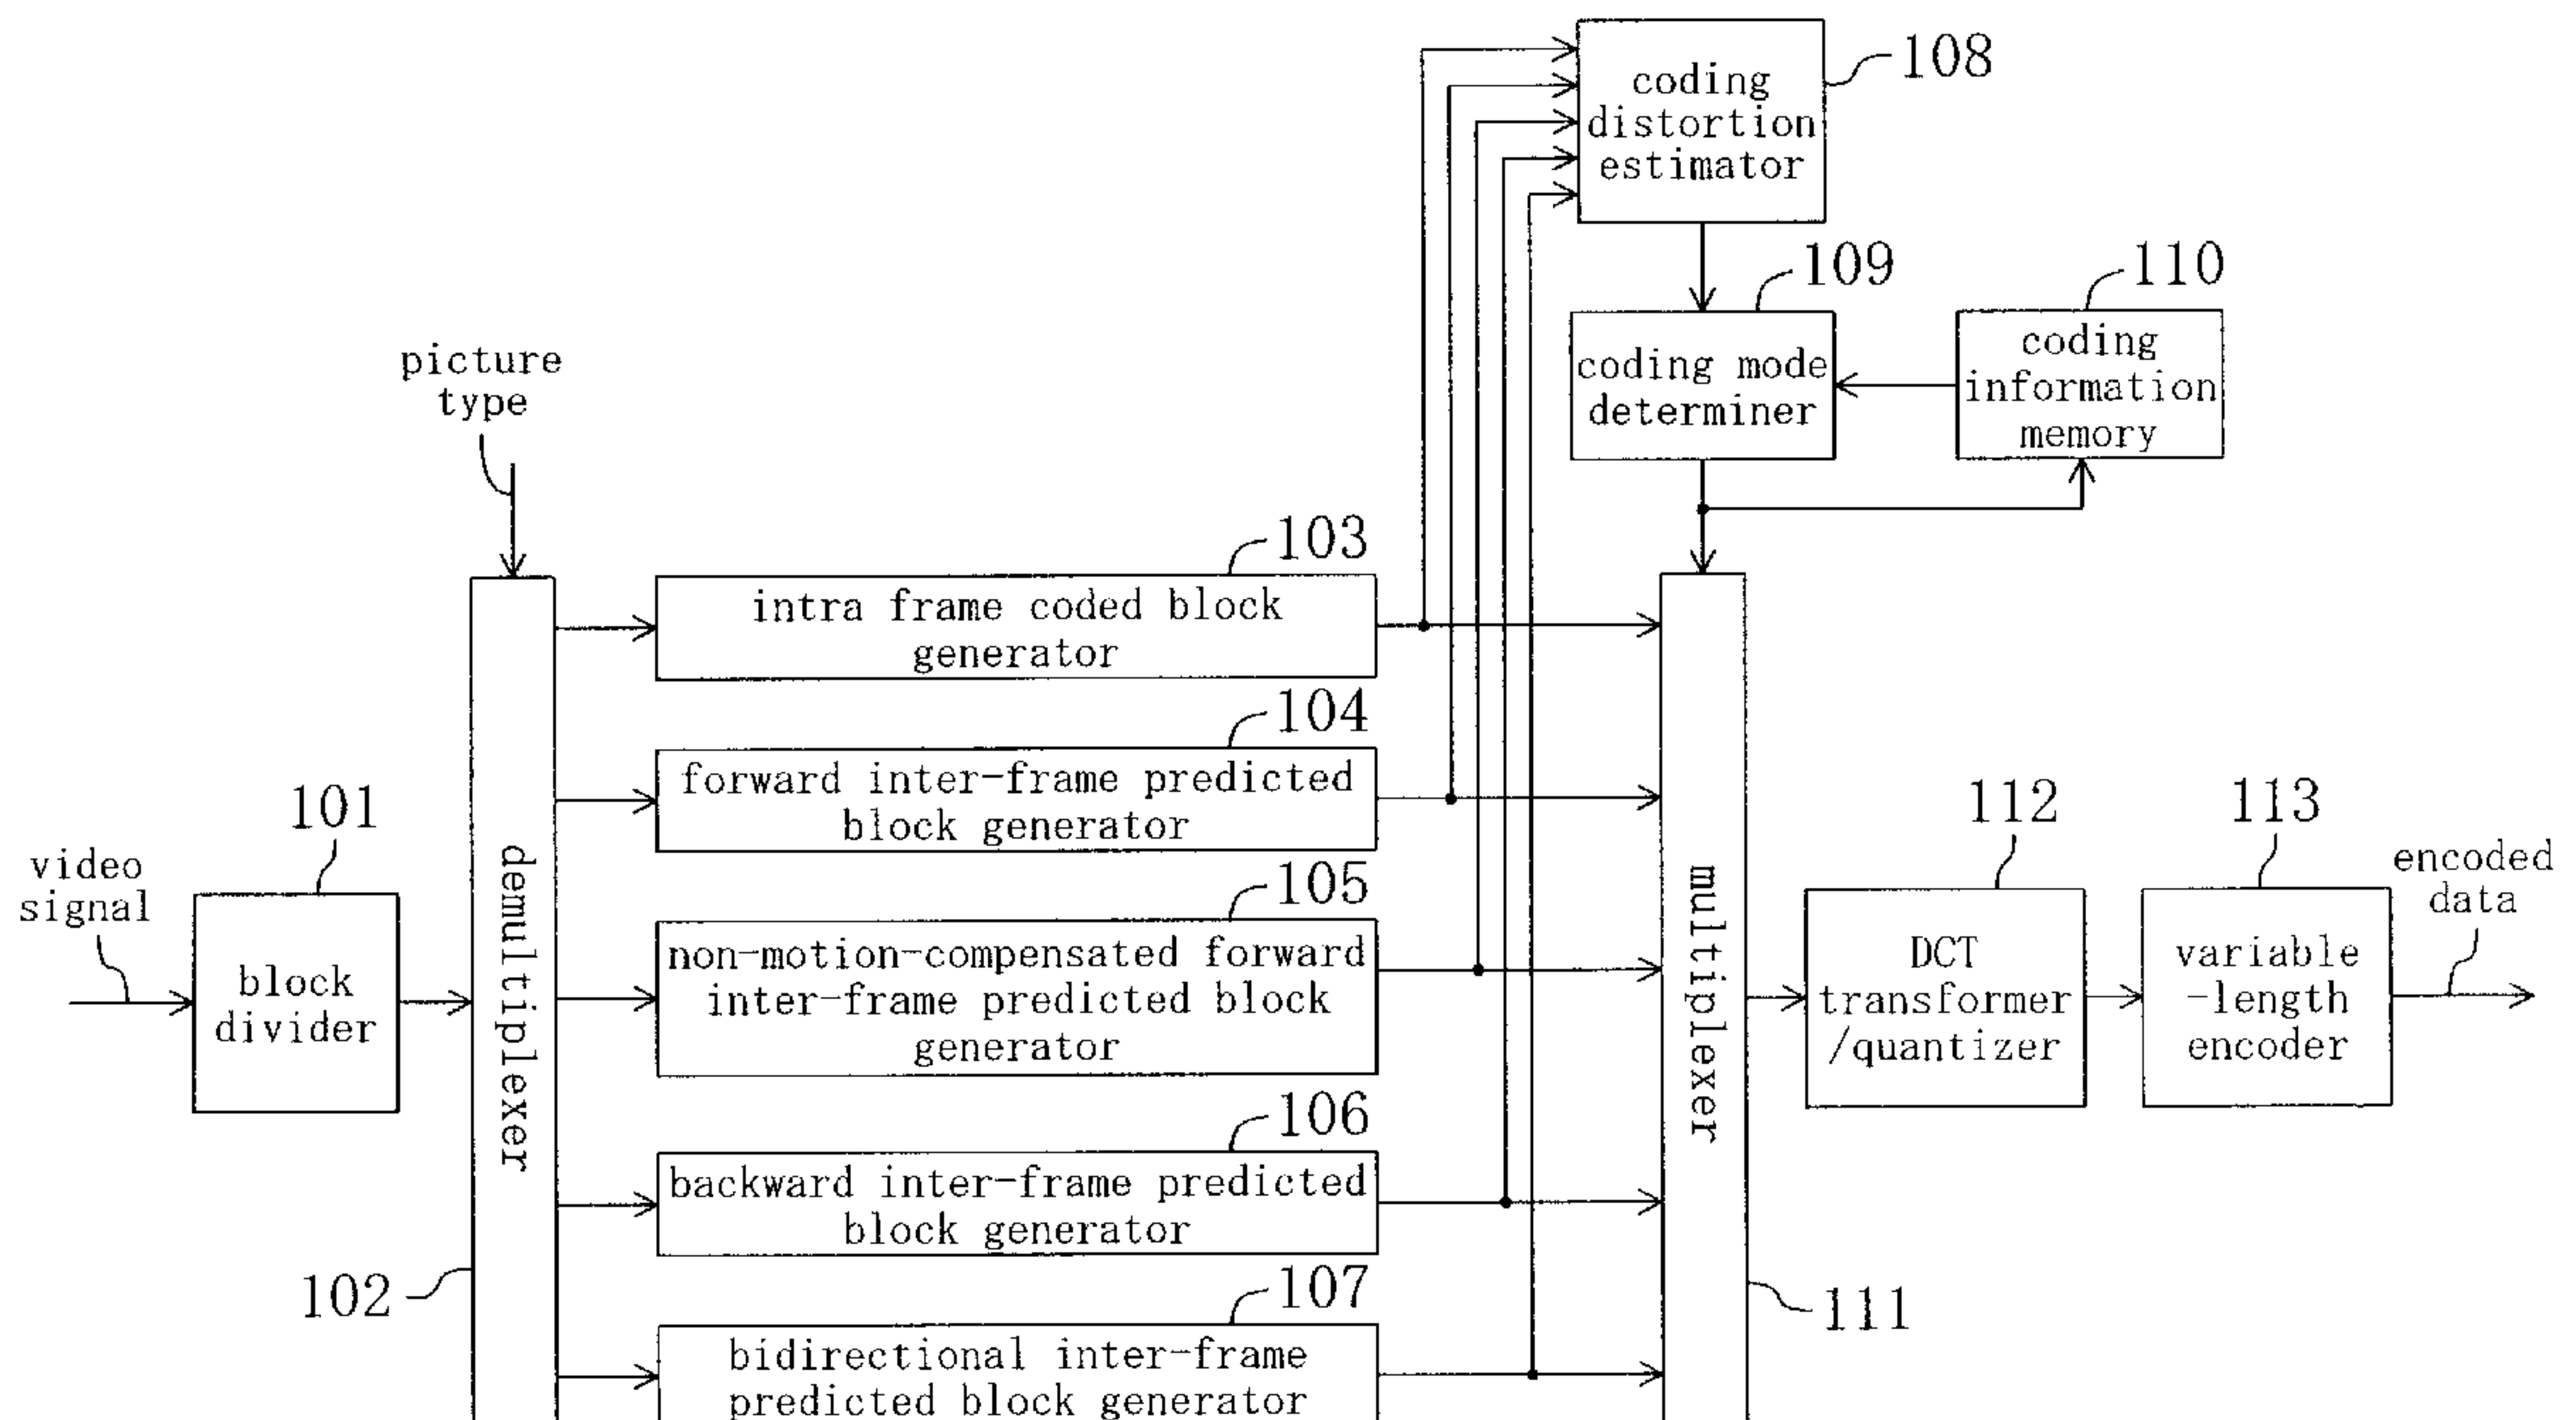 108
coding
distortion
estimator
109
110
coding mode
determiner
coding
information
memory
picture
type
103
intra frame coded block
generator
104
forward inter-frame predicted
block generator
101
video
signal
block
divider
demultiplexer
102
105
non-motion-compensated forward
inter-frame predicted block
generator
106
backward inter-frame predicted
block generator
107
bidirectional inter-frame
predicted block generator
multiplexer
111
112
DCT
transformer
/quantizer
113
variable
-length
encoder
encoded
data